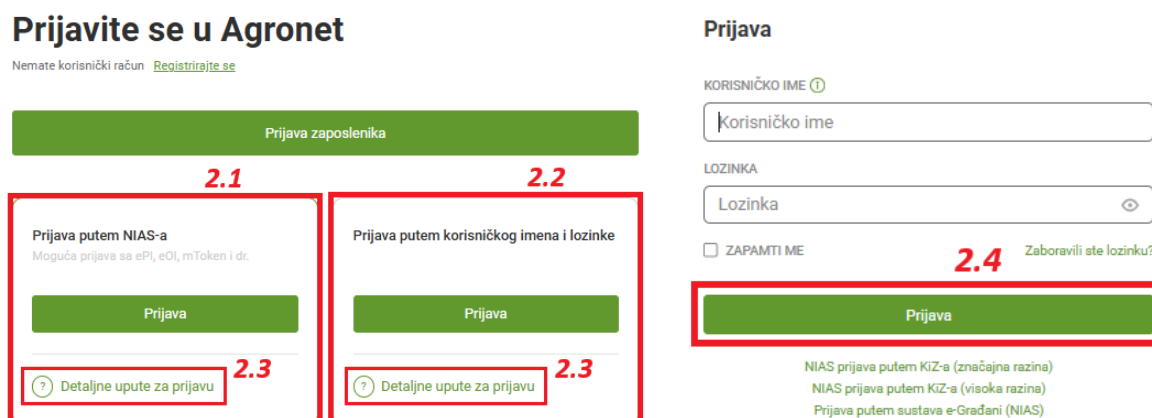 Prijavite se u Agronet
Nemate korisnički račun Registrirajte se
Prijava zaposlenika
2.1
Prijava putem NIAS-a
Moguća prijava sa ePI, eOI, mToken i dr.
Prijava
2.3
Detaljne upute za prijavu
2.2
Prijava putem korisničkog imena i lozinke
Prijava
2.3
Detaljne upute za prijavu
Prijava
KORISNIČKO IME
Korisničko ime
LOZINKA
Lozinka
ZAPAMTI ME
2.4
Zaboravili ste lozinku?
Prijava
NIAS prijava putem KiZ-a (značajna razina)
NIAS prijava putem KiZ-a (visoka razina)
Prijava putem sustava e-Građani (NIAS)